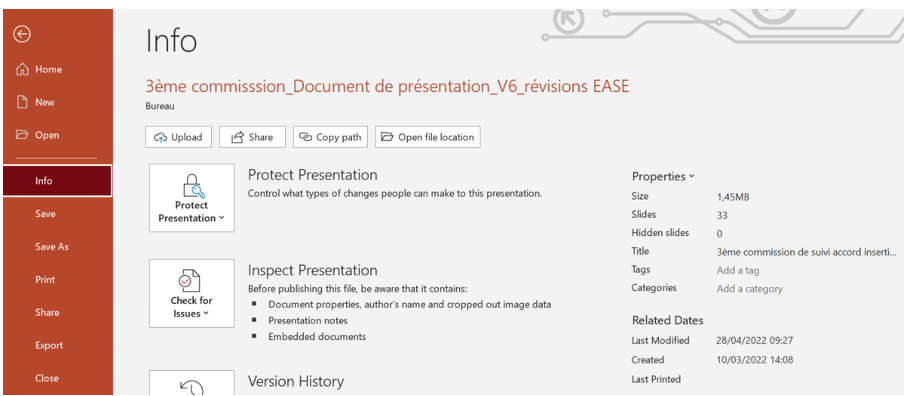 Info
3ème commisssion_Document de présentation_V6_révisions EASE
Bureau
Home
New
Open
Info
Save
Save As
Print
Share
Export
Close
Upload
Share
Copy path
Open file location
Protect
Presentation
Protect Presentation
Control what types of changes people can make to this presentation.
Check for
Issues
Inspect Presentation
Before publishing this file, be aware that it contains:
Document properties, author's name and cropped out image data
Presentation notes
Embedded documents
Version History
Properties
Size 1,45MB
Slides 33
Hidden slides 0
Title 3ème commission de suivi accord inserti...
Tags Add a tag
Categories Add a category
Related Dates
Last Modified 28/04/2022 09:27
Created 10/03/2022 14:08
Last Printed